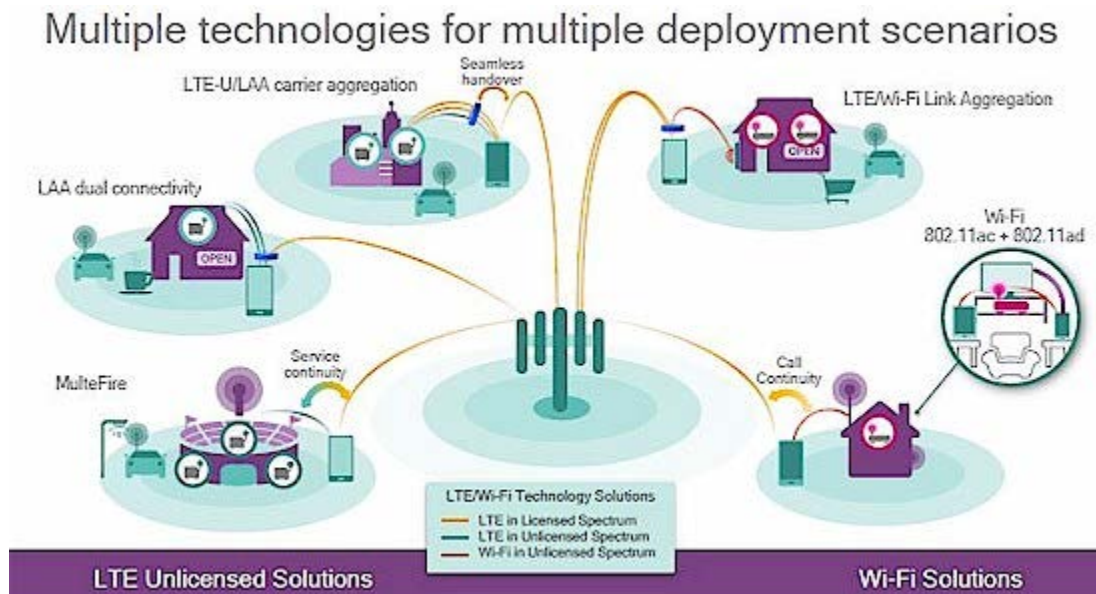 Multiple technologies for multiple deployment scenarios
LTE-U/LAA carrier aggregation
Seamless
handover
LTE/Wi-Fi Link Aggregation
OPEN
LAA dual connectivity
OPEN
Wi-Fi
802.11ac + 802.11ad
MulteFire
Service
continuity
Call
Continuity
LTE/Wi-Fi Technology Solutions
LTE in Licensed Spectrum
LTE in Unlicensed Spectrum
Wi-Fi in Unlicensed Spectrum
LTE Unlicensed Solutions
Wi-Fi Solutions